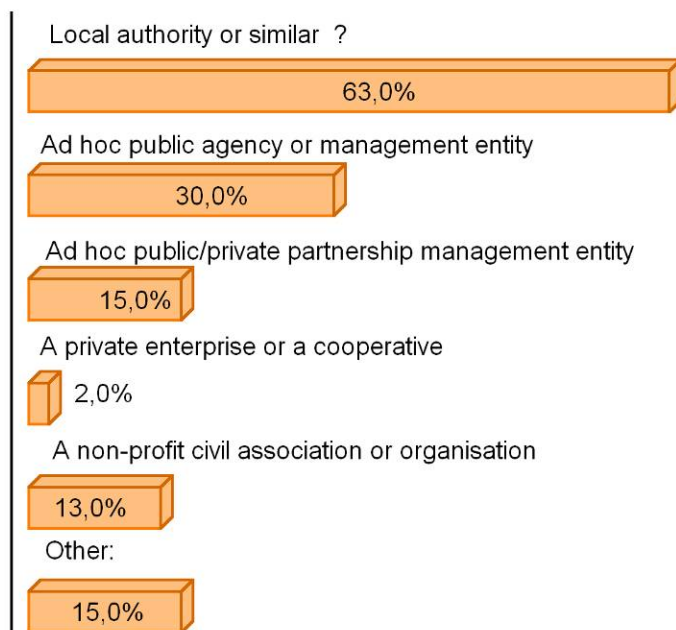 Local authority or similar ?
63,0%
Ad hoc public agency or management entity
30,0%
Ad hoc public/private partnership management entity
15,0%
A private enterprise or a cooperative
2,0%
A non-profit civil association or organisation
13,0%
Other:
15,0%